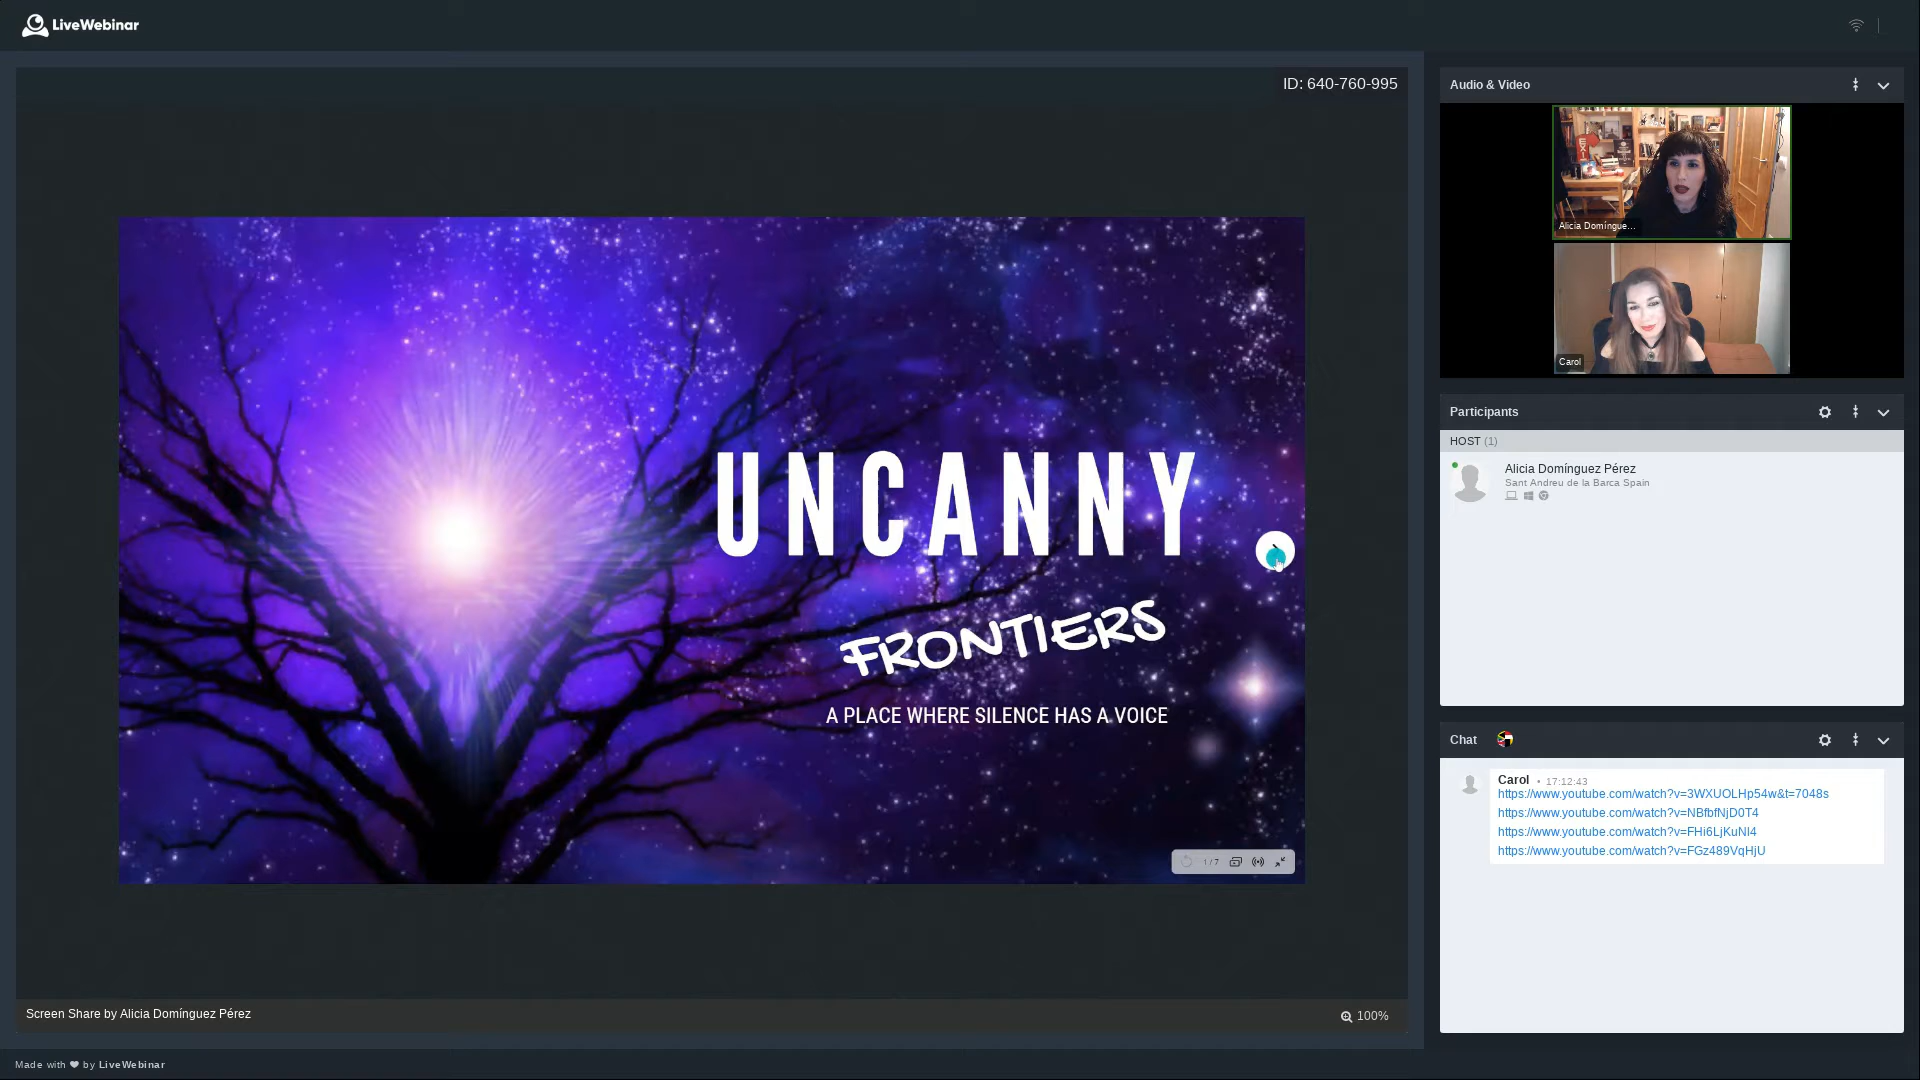 LiveWebinar
ID: 640-760-995
UNCANNY
FRONTIERS
A PLACE WHERE SILENCE HAS A VOICE
1 / 7
Screen Share by Alicia Domínguez Pérez
100%
Made with ❤ by LiveWebinar
Audio & Video
EXIT
Alicia Domíngue...
Carol
Participants
HOST (1)
Alicia Domínguez Pérez
Sant Andreu de la Barca Spain
Chat
Carol • 17:12:43
https://www.youtube.com/watch?v=3WXUOLHp54w&t=7048s
https://www.youtube.com/watch?v=NBfbfNjD0T4
https://www.youtube.com/watch?v=FHi6LjKuNl4
https://www.youtube.com/watch?v=FGz489VqHjU